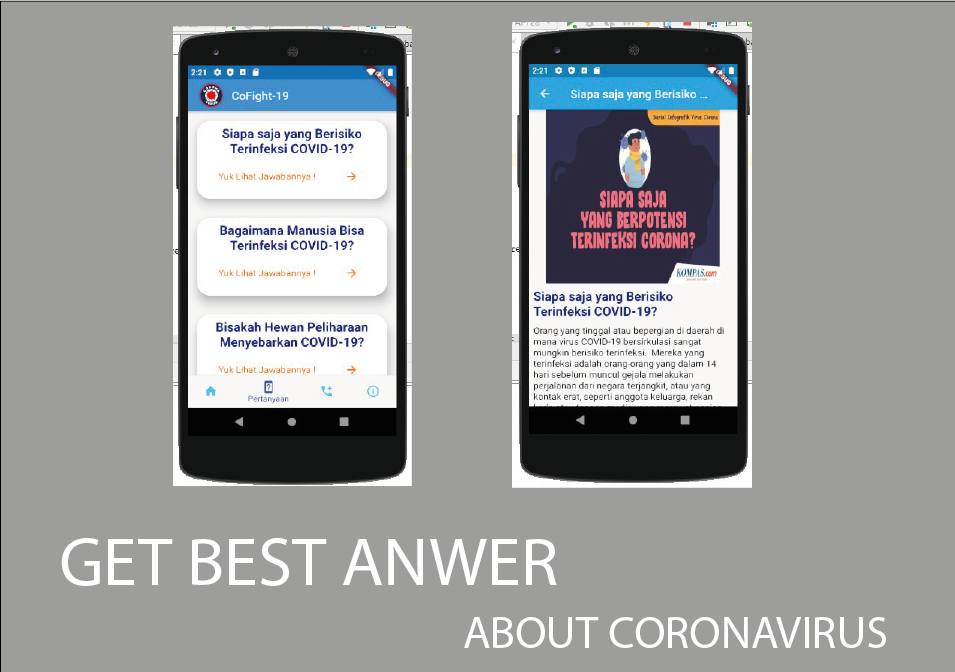 2:21
CoFight-19
Siapa saja yang Berisiko
Terinfeksi COVID-19?
Yuk Lihat Jawabannya !
Bagaimana Manusia Bisa
Terinfeksi COVID-19?
Yuk Lihat Jawabannya !
Bisakah Hewan Peliharaan
Menyebarkan COVID-19?
Yuk Lihat Jawabannya !
Pertanyaan
2:21
Siapa saja yang Berisiko ...
Serial Infografik Virus Corona
SIAPA SAJA
YANG BERPOTENSI
TERINFEKSI CORONA?
KOMPAS.com
Siapa saja yang Berisiko
Terinfeksi COVID-19?
Orang yang tinggal atau bepergian di daerah di
mana virus COVID-19 bersirkulasi sangat
mungkin berisiko terinfeksi. Mereka yang
terinfeksi adalah orang-orang yang dalam 14
hari sebelum muncul gejala melakukan
perjalanan dari negara terjangkit, atau yang
kontak erat, seperti anggota keluarga, rekan
GET BEST ANWER
ABOUT CORONAVIRUS